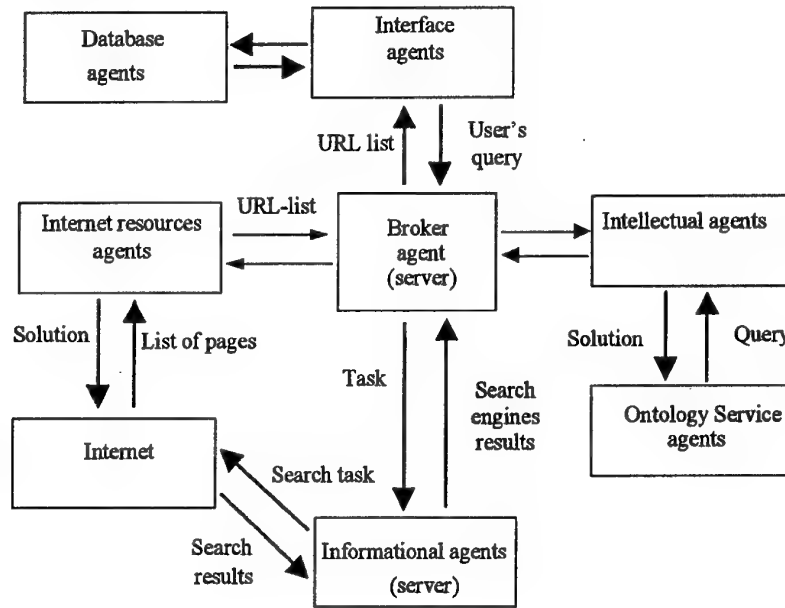 Database
agents
Interface
agents
URL list
User's
query
Internet resources
agents
URL-list
Broker
agent
(server)
Intellectual agents
Solution
List of pages
Task
Search
engines
results
Solution
Query
Ontology Service
agents
Internet
Search task
Search
results
Informational agents
(server)